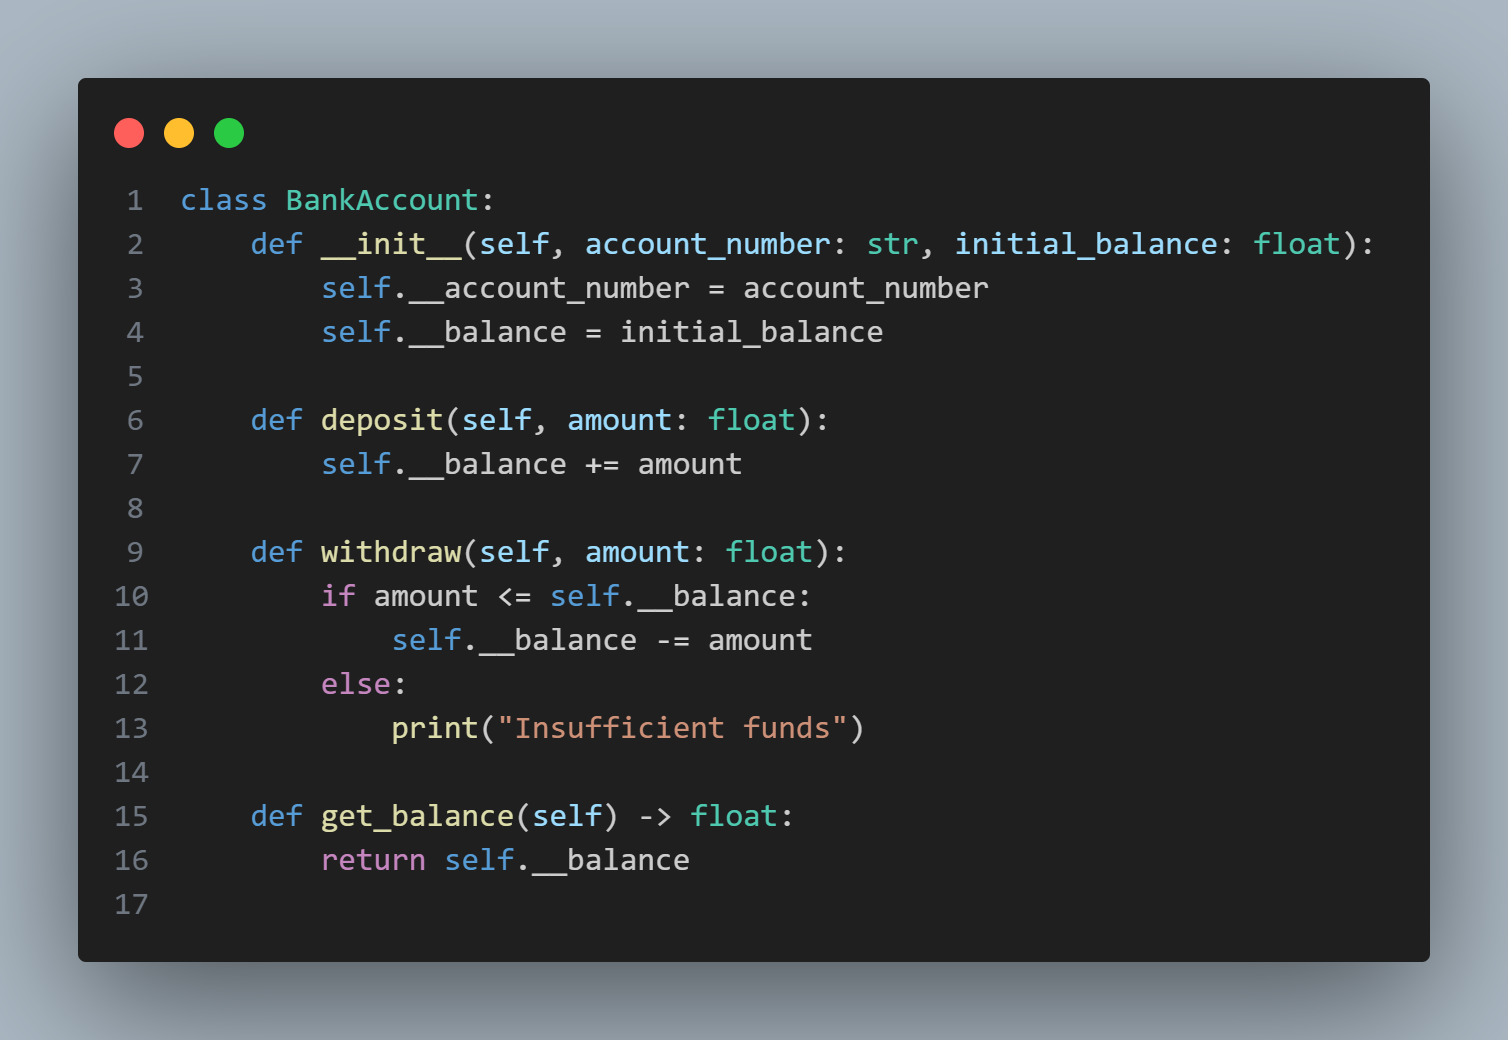 1 class BankAccount:
2     def __init__(self, account_number: str, initial_balance: float):
3         self.__account_number = account_number
4         self.__balance = initial_balance
5
6     def deposit(self, amount: float):
7         self.__balance += amount
8
9     def withdraw(self, amount: float):
10         if amount <= self.__balance:
11             self.__balance -= amount
12         else:
13             print("Insufficient funds")
14
15     def get_balance(self) -> float:
16         return self.__balance
17